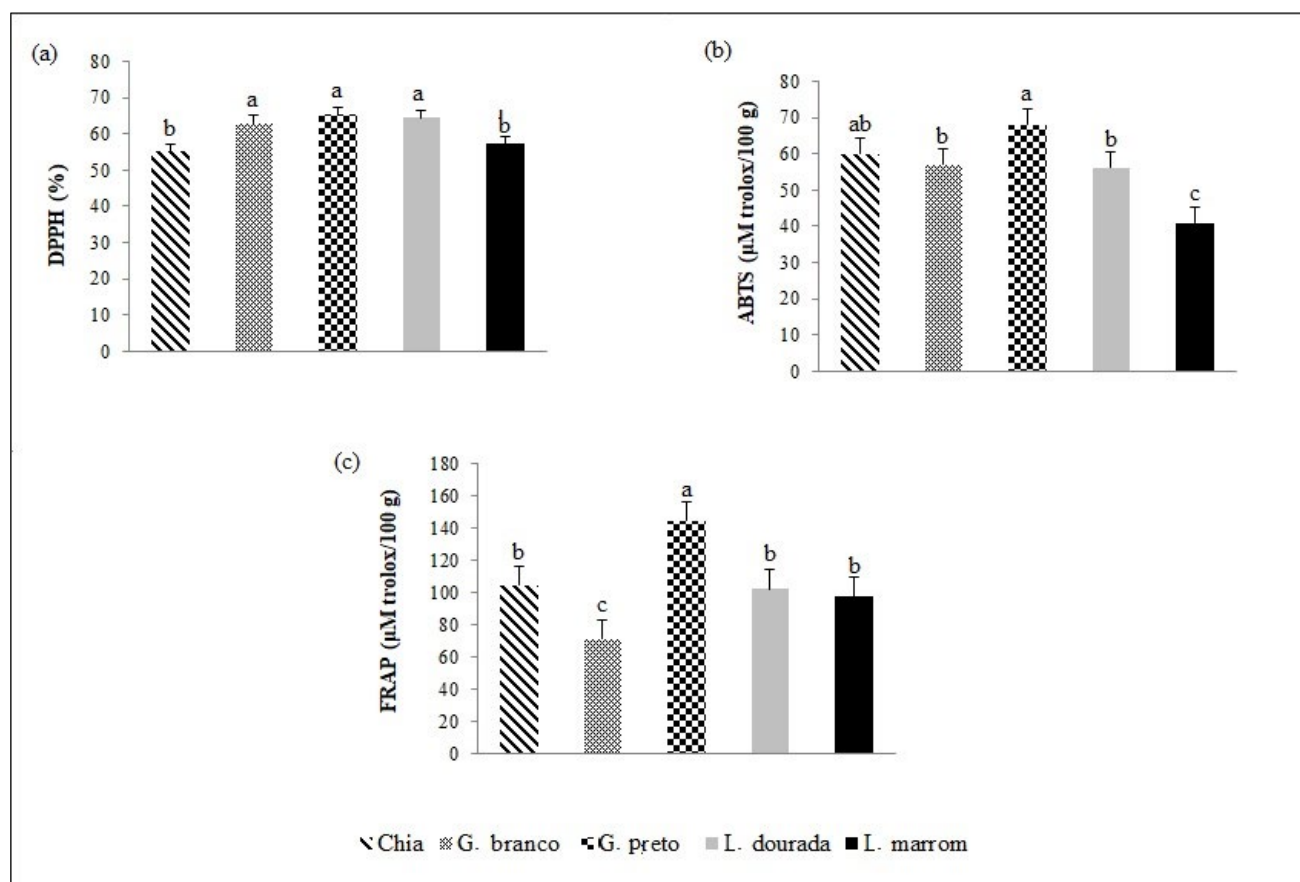 (a)
80
70
60
50
40
30
20
10
0
DPPH (%)
b
a
a
a
b
(b)
80
70
60
50
40
30
20
10
0
ABTS (µM trolox/100 g)
ab
b
a
b
c
(c)
180
160
140
120
100
80
60
40
20
0
FRAP (µM trolox/100 g)
b
c
a
b
b
Chia G. branco G. preto L. dourada L. marrom